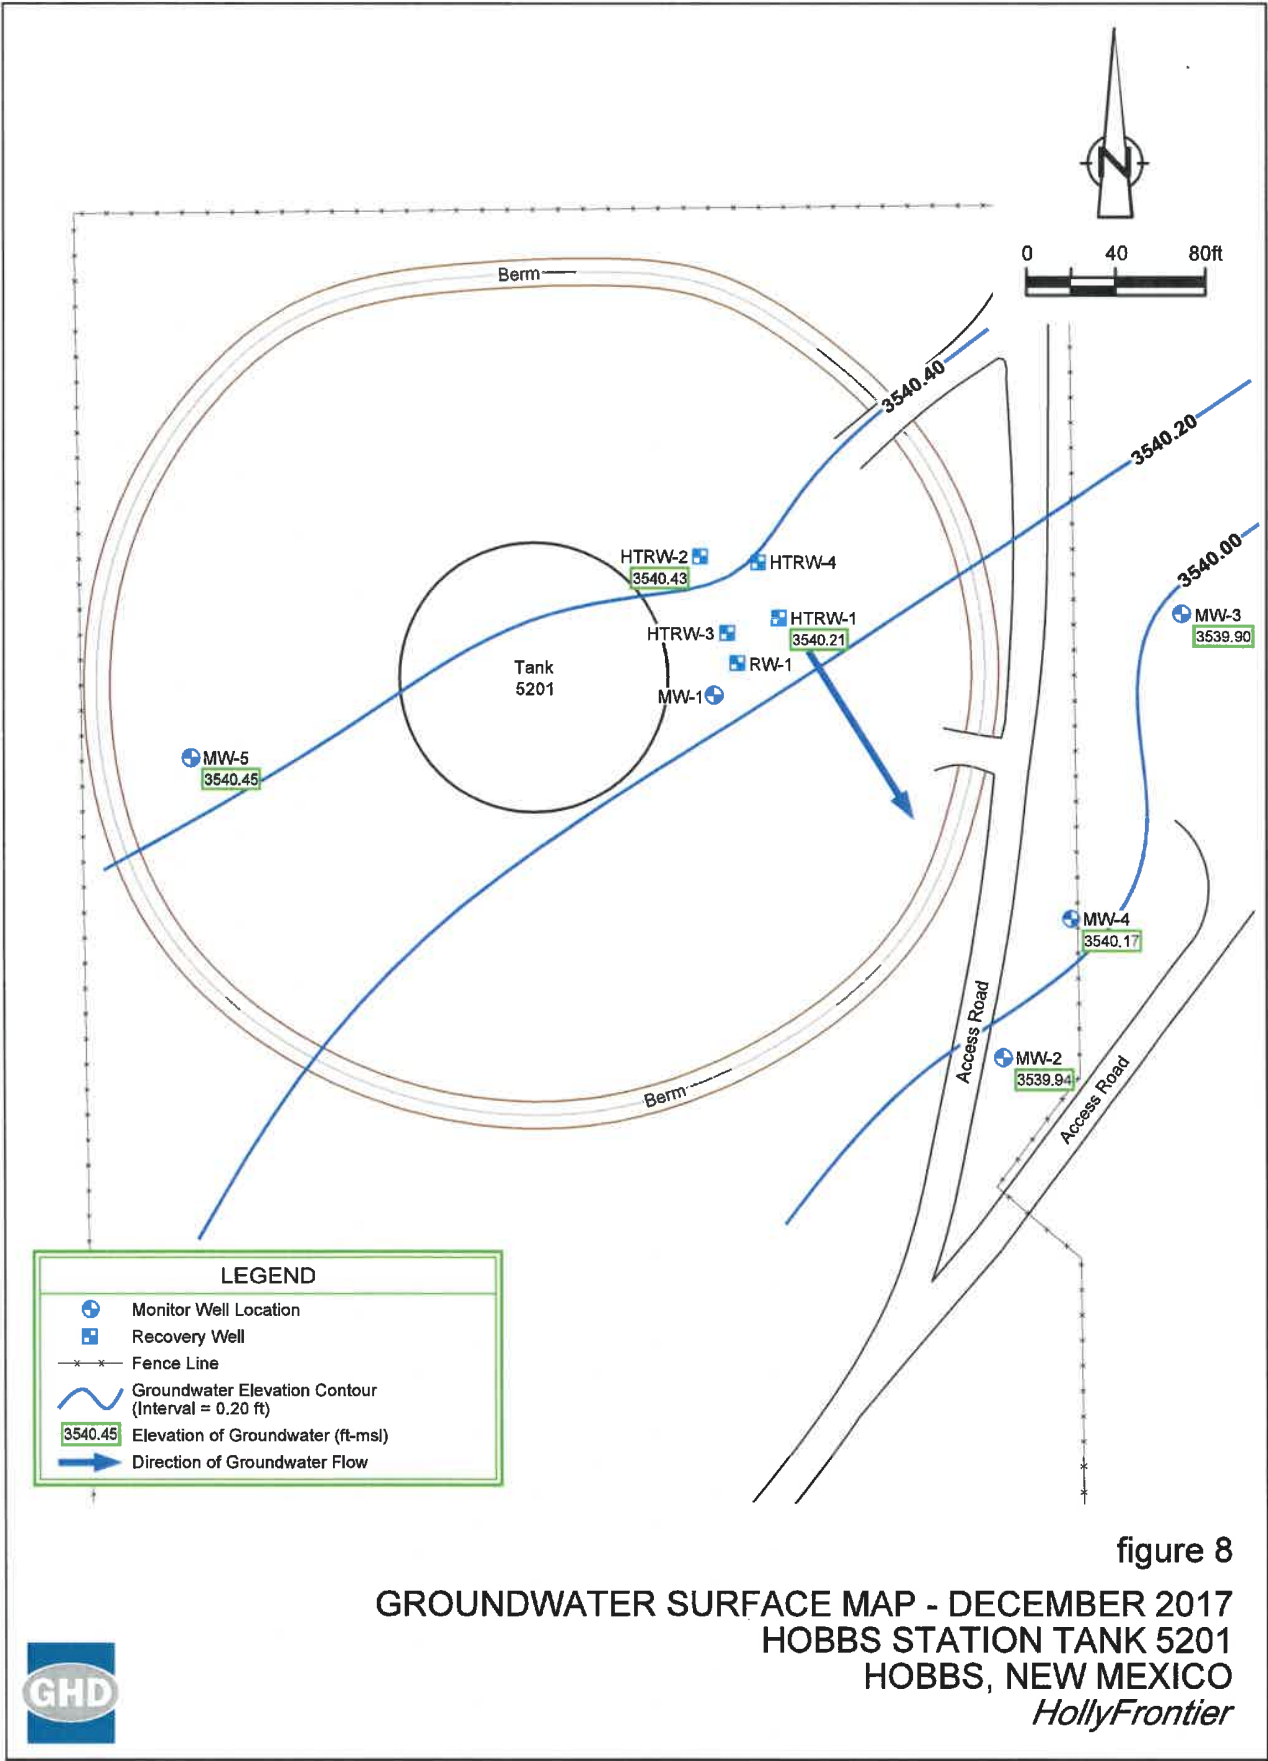 N
0 40 80ft
Berm
3540.40
3540.20
3540.00
HTRW-2
3540.43
HTRW-4
HTRW-1
3540.21
HTRW-3
RW-1
MW-1
Tank
5201
MW-3
3539.90
MW-5
3540.45
MW-4
3540.17
Access Road
MW-2
3539.94
Access Road
Berm
LEGEND
Monitor Well Location
Recovery Well
Fence Line
Groundwater Elevation Contour
(Interval = 0.20 ft)
3540.45 Elevation of Groundwater (ft-msl)
Direction of Groundwater Flow
figure 8
GROUNDWATER SURFACE MAP - DECEMBER 2017
HOBBS STATION TANK 5201
HOBBS, NEW MEXICO
HollyFrontier
GHD